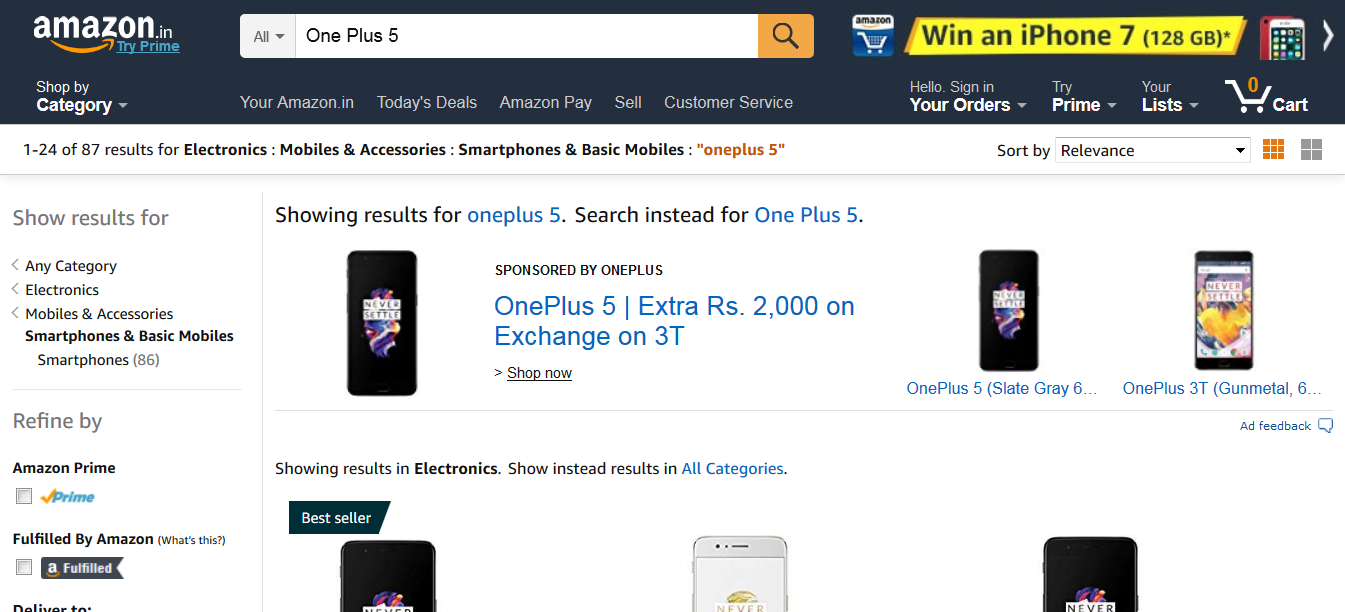 amazon.in
Try Prime
All
One Plus 5
amazon
Win an iPhone 7 (128 GB)*
Shop by
Category
Your Amazon.in
Today's Deals
Amazon Pay
Sell
Customer Service
Hello. Sign in
Your Orders
Try
Prime
Your
Lists
0
Cart
1-24 of 87 results for Electronics : Mobiles & Accessories : Smartphones & Basic Mobiles : "oneplus 5"
Sort by Relevance
Show results for
Any Category
Electronics
Mobiles & Accessories
Smartphones & Basic Mobiles
Smartphones (86)
Refine by
Amazon Prime
Prime
Fulfilled By Amazon (What's this?)
a Fulfilled
Deliver to:
Showing results for oneplus 5. Search instead for One Plus 5.
NEVER
SETTLE
SPONSORED BY ONEPLUS
OnePlus 5 | Extra Rs. 2,000 on
Exchange on 3T
> Shop now
NEVER
SETTLE
OnePlus 5 (Slate Gray 6...
NEVER
SETTLE
OnePlus 3T (Gunmetal, 6...
Ad feedback
Showing results in Electronics. Show instead results in All Categories.
Best seller
NEVER
NEVER
NEVER